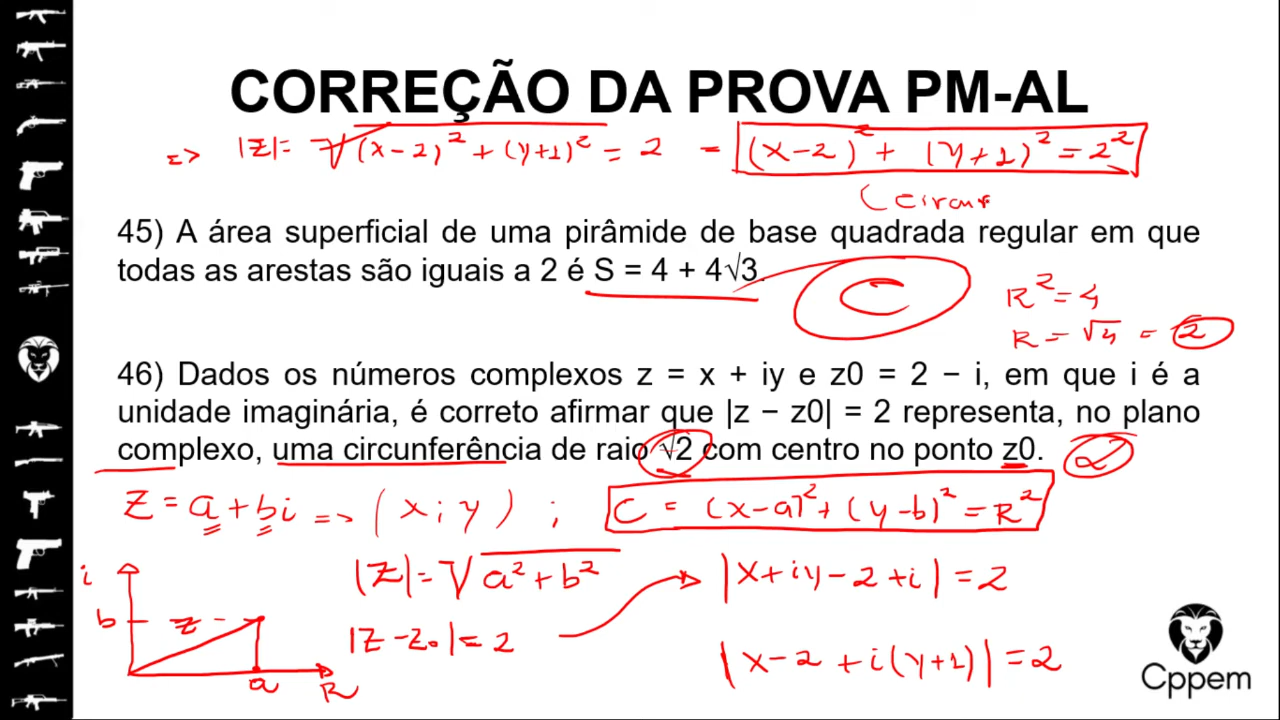 CORREÇÃO DA PROVA PM-AL
=> |z| = √(x-2)² + (y+1)² = 2 = (x-2)² + (y+1)² = 2²
(circun
45) A área superficial de uma pirâmide de base quadrada regular em que
todas as arestas são iguais a 2 é S = 4 + 4√3.
C
R² = 4
R = √4 = 2
46) Dados os números complexos z = x + iy e z0 = 2 − i, em que i é a
unidade imaginária, é correto afirmar que |z − z0| = 2 representa, no plano
complexo, uma circunferência de raio √2 com centro no ponto z0.
2
z = a + bi => (x ; y) ; C = (x-a)² + (y-b)² = R²
|z| = √a² + b²
|x + iy - 2 + i| = 2
i
b
z
a
R
|z - z0| = 2
|x - 2 + i(y+1)| = 2
Cppem